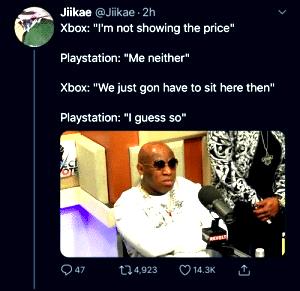 Jiikae @Jiikae · 2h
Xbox: "I'm not showing the price"
Playstation: "Me neither"
Xbox: "We just gon have to sit here then"
Playstation: "I guess so"
REVOLT
47 4,923 14.3K